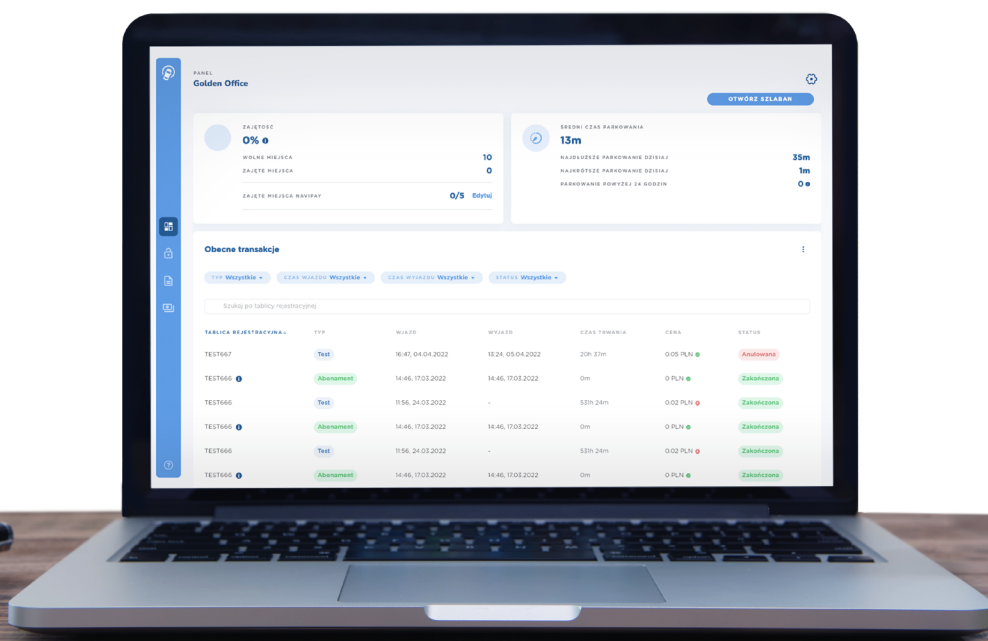 PANEL
Golden Office
OTWÓRZ SZLABAN
ZAJĘTOŚĆ
0%
WOLNE MIEJSCA 10
ZAJĘTE MIEJSCA 0
ZAJĘTE MIEJSCA NAVIPAY 0/5 Edytuj
ŚREDNI CZAS PARKOWANIA
13m
NAJDŁUŻSZE PARKOWANIE DZISIAJ 35m
NAJKRÓTSZE PARKOWANIE DZISIAJ 1m
PARKOWANIE POWYŻEJ 24 GODZIN 0
Obecne transakcje
TYP Wszystkie CZAS WJAZDU Wszystkie CZAS WYJAZDU Wszystkie STATUS Wszystkie
Szukaj po tablicy rejestracyjnej
TABLICA REJESTRACYJNA TYP WJAZD WYJAZD CZAS TRWANIA CENA STATUS
TEST667 Test 16:47, 04.04.2022 13:24, 05.04.2022 20h 37m 0.05 PLN Anulowano
TEST666 Abonament 14:46, 17.03.2022 14:46, 17.03.2022 0m 0 PLN Zakończono
TEST666 Test 11:56, 24.03.2022 - 531h 24m 0.02 PLN Zakończono
TEST666 Abonament 14:46, 17.03.2022 14:46, 17.03.2022 0m 0 PLN Zakończono
TEST666 Test 11:56, 24.03.2022 - 531h 24m 0.02 PLN Zakończono
TEST666 Abonament 14:46, 17.03.2022 14:46, 17.03.2022 0m 0 PLN Zakończono